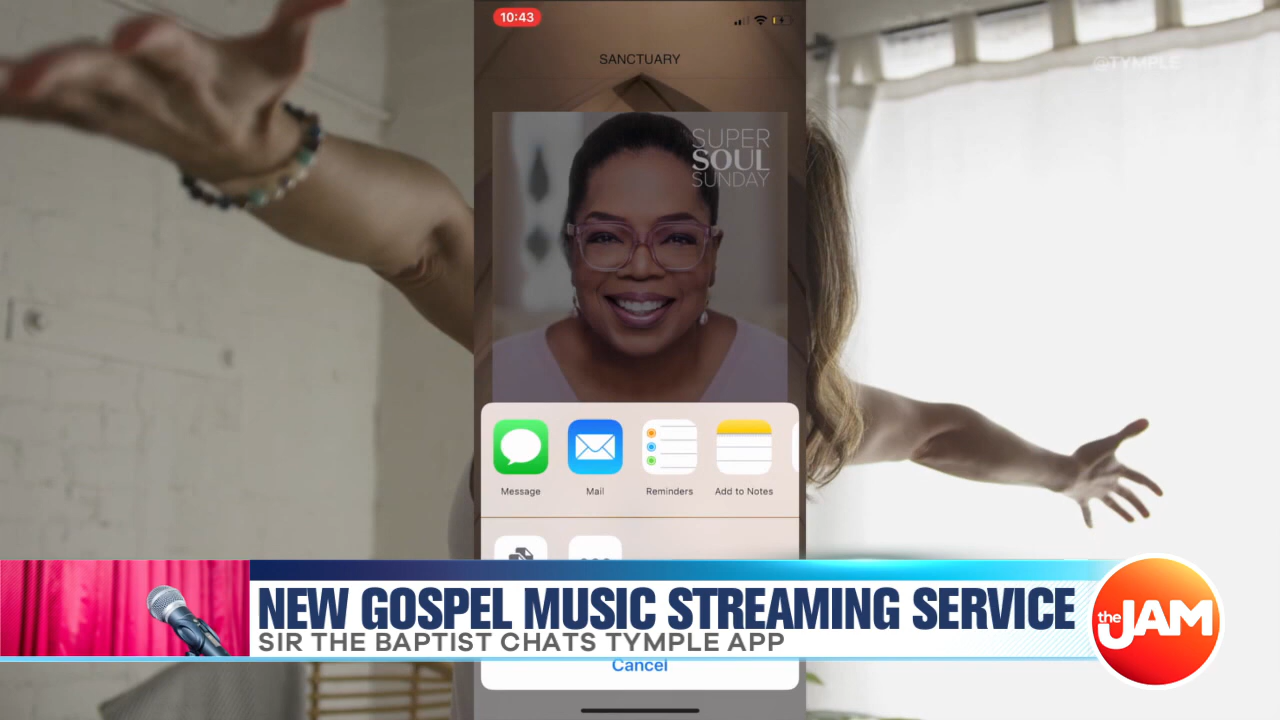 10:43
SANCTUARY
@TYMPLE
SUPER
SOUL
SUNDAY
Message
Mail
Reminders
Add to Notes
NEW GOSPEL MUSIC STREAMING SERVICE
SIR THE BAPTIST CHATS TYMPLE APP
the JAM
Cancel